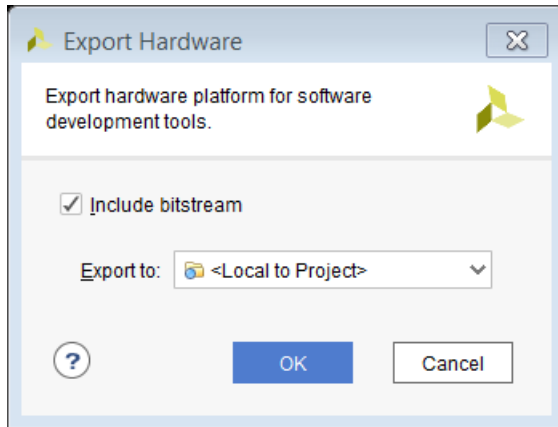 Export Hardware
Export hardware platform for software
development tools.
Include bitstream
Export to: <Local to Project>
?
OK Cancel